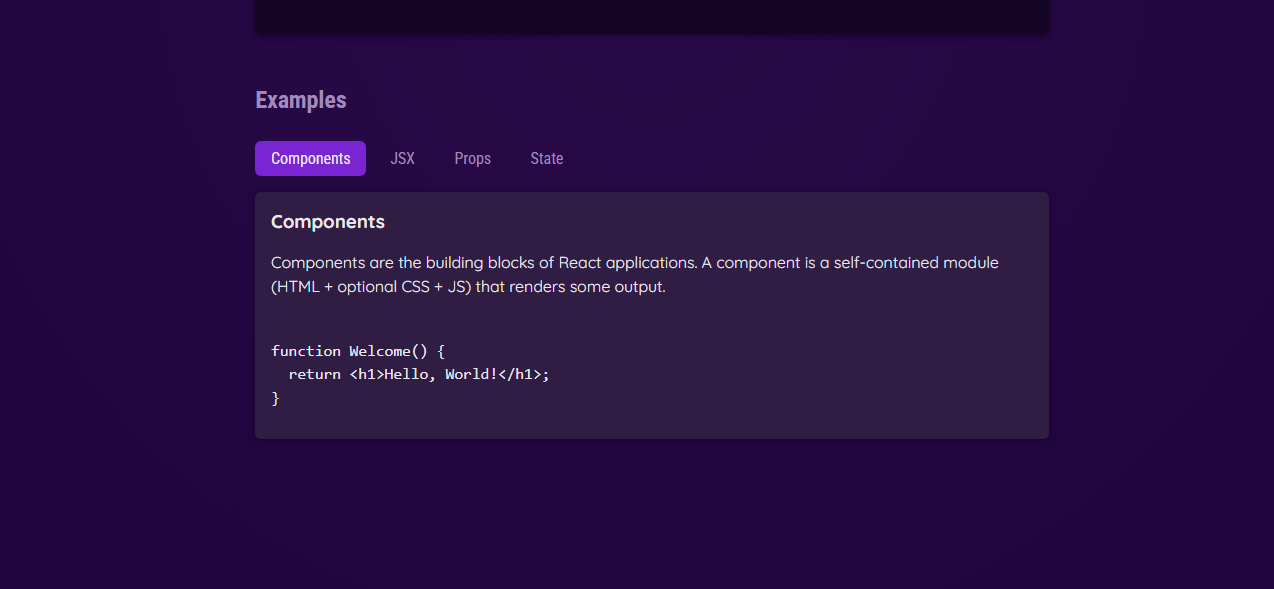 Examples
Components JSX Props State
Components
Components are the building blocks of React applications. A component is a self-contained module
(HTML + optional CSS + JS) that renders some output.
function Welcome() {
  return <h1>Hello, World!</h1>;
}